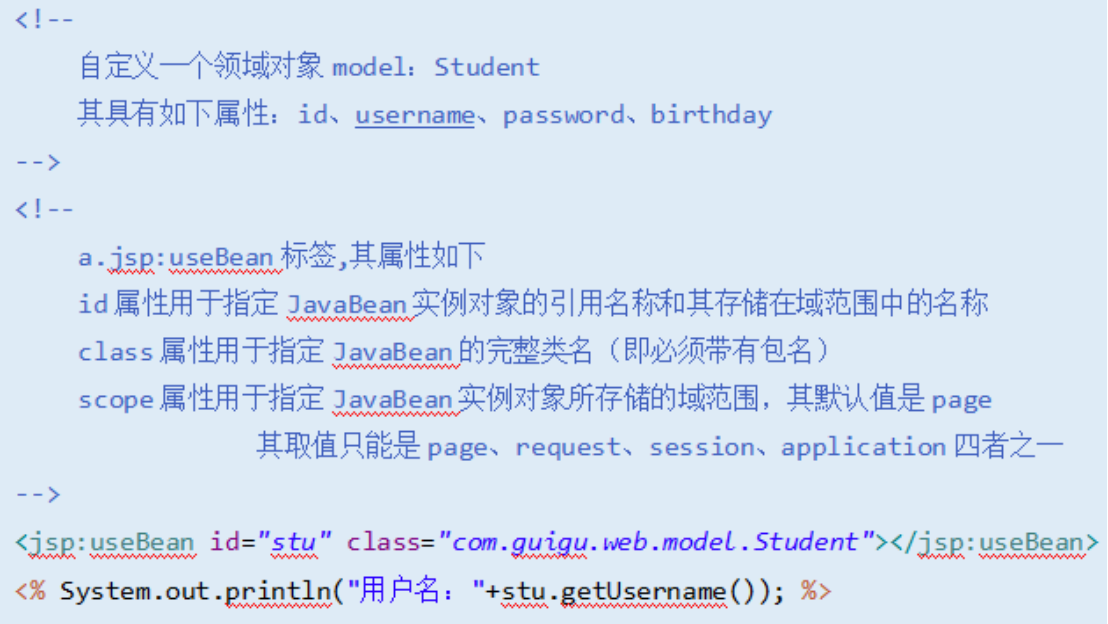 <!--
自定义一个领域对象 model：Student
其具有如下属性：id、username、password、birthday
-->
<!--
a.jsp:useBean 标签,其属性如下
id 属性用于指定 JavaBean 实例对象的引用名称和其存储在域范围中的名称
class 属性用于指定 JavaBean 的完整类名（即必须带有包名）
scope 属性用于指定 JavaBean 实例对象所存储的域范围，其默认值是 page
其取值只能是 page、request、session、application 四者之一
-->
<jsp:useBean id="stu" class="com.guigu.web.model.Student"></jsp:useBean>
<% System.out.println("用户名："+stu.getUsername()); %>